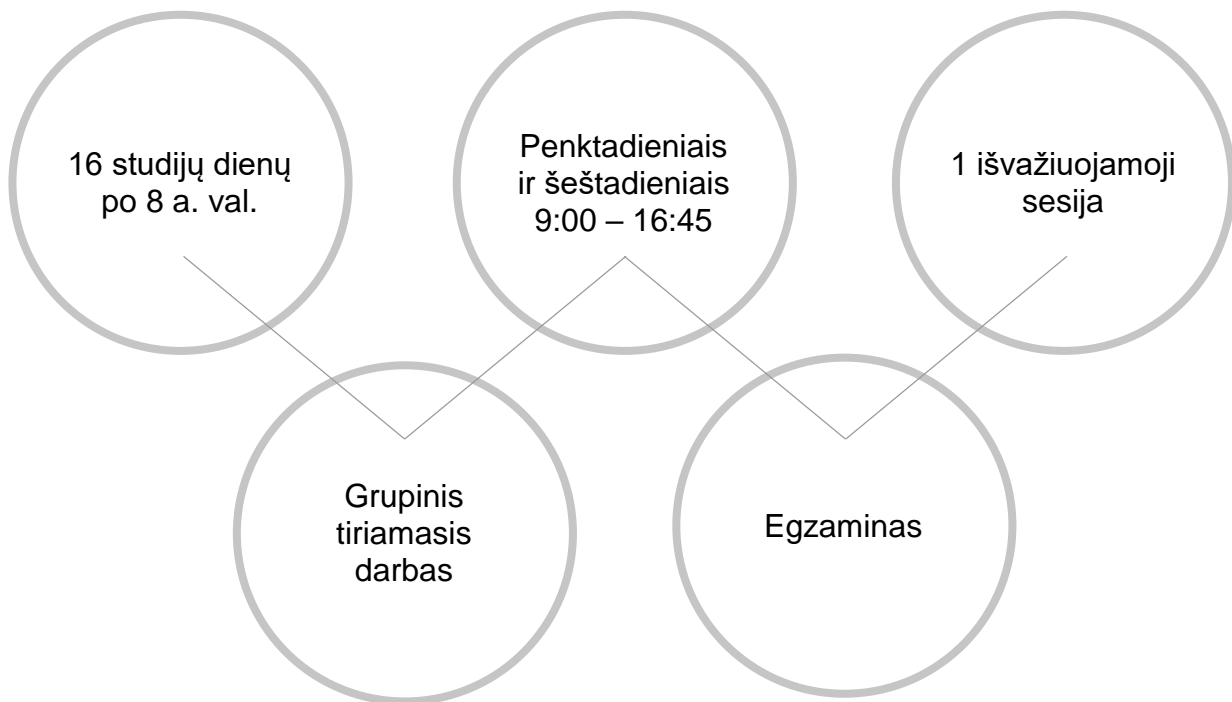 16 studijų dienų
po 8 a. val.
Penktadieniais
ir šeštadieniais
9:00 – 16:45
1 išvažiuojamoji
sesija
Grupinis
tiriamasis
darbas
Egzaminas